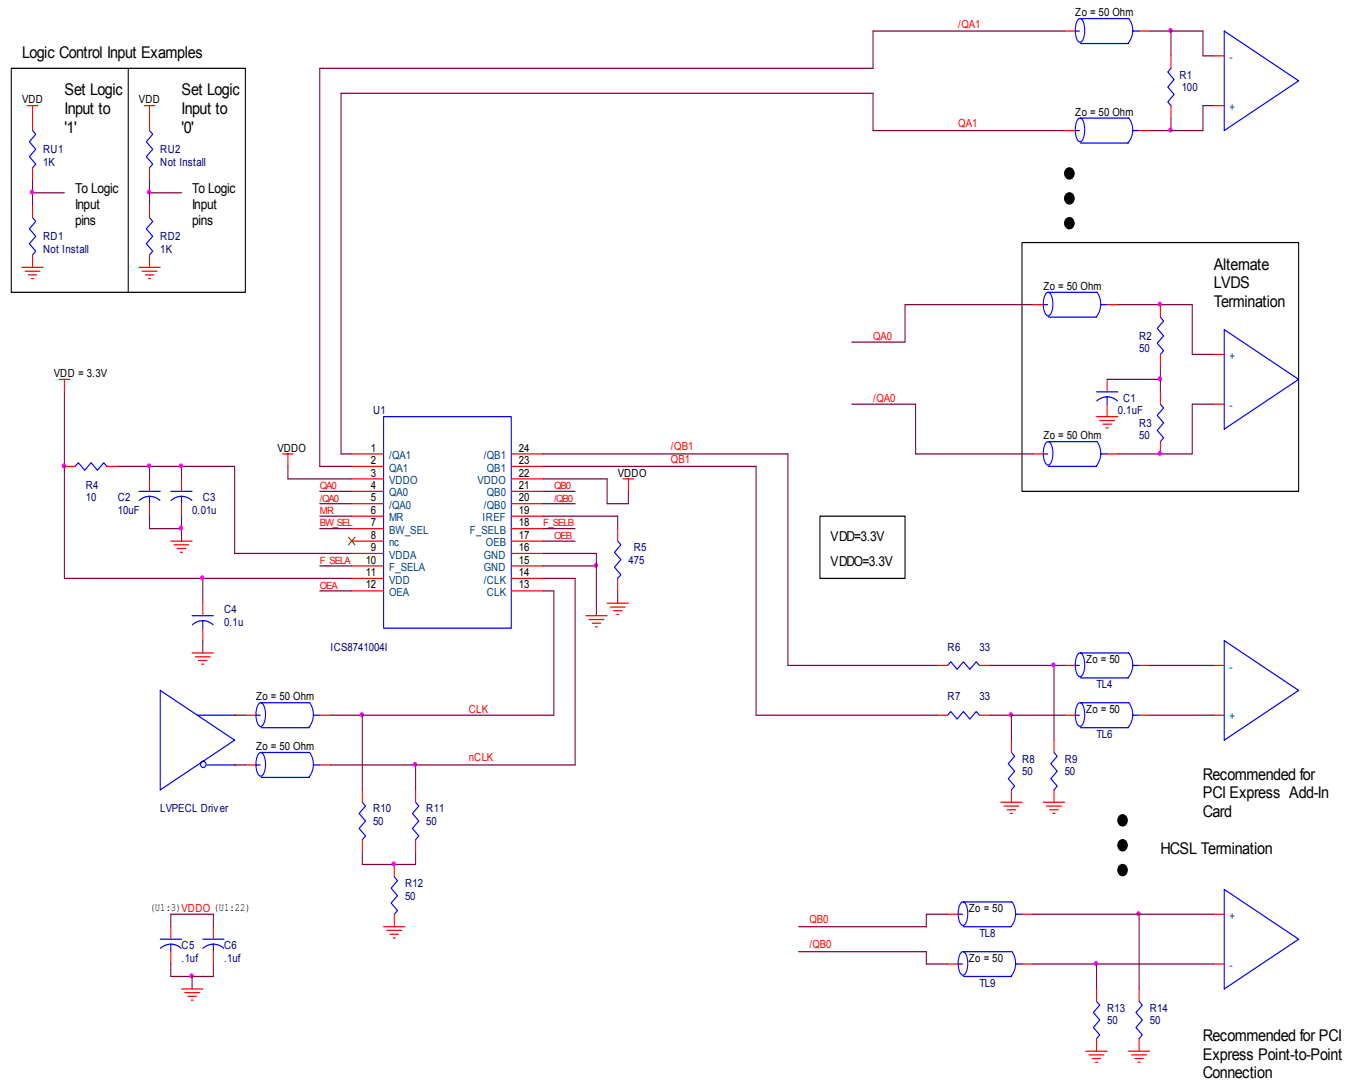 Logic Control Input Examples
Set Logic
Input to
'1'
VDD
RU1
1K
To Logic
Input
pins
RD1
Not Install
Set Logic
Input to
'0'
VDD
RU2
Not Install
To Logic
Input
pins
RD2
1K
/QA1
Zo = 50 Ohm
R1
100
-
+
QA1
Zo = 50 Ohm
Alternate
LVDS
Termination
Zo = 50 Ohm
QA0
R2
50
+
-
/QA0
C1
0.1uF
R3
50
Zo = 50 Ohm
VDD = 3.3V
R4
10
C2
10uF
C3
0.01u
C4
0.1u
VDDO
QA0
/QA0
MR
BW_SEL
F_SELA
OEA
U1
1
2
3
4
5
6
7
8
9
10
11
12
/QA1
QA1
VDDO
QA0
/QA0
MR
BW_SEL
nc
VDDA
F_SELA
VDD
OEA
/QB1
QB1
VDDO
QB0
/QB0
IREF
F_SELB
OEB
GND
GND
/CLK
CLK
24
23
22
21
20
19
18
17
16
15
14
13
ICS8741004I
/QB1
QB1
VDDO
QB0
/QB0
F_SELB
OEB
R5
475
VDD=3.3V
VDDO=3.3V
R6 33
Zo = 50
TL4
-
R7 33
Zo = 50
TL6
+
R8
50
R9
50
Recommended for
PCI Express Add-In
Card
HCSL Termination
Zo = 50 Ohm
CLK
Zo = 50 Ohm
nCLK
LVPECL Driver
R10
50
R11
50
R12
50
(U1:3) VDDO (U1:22)
C5
.1uf
C6
.1uf
QB0
Zo = 50
TL8
+
/QB0
Zo = 50
TL9
-
R13
50
R14
50
Recommended for PCI
Express Point-to-Point
Connection